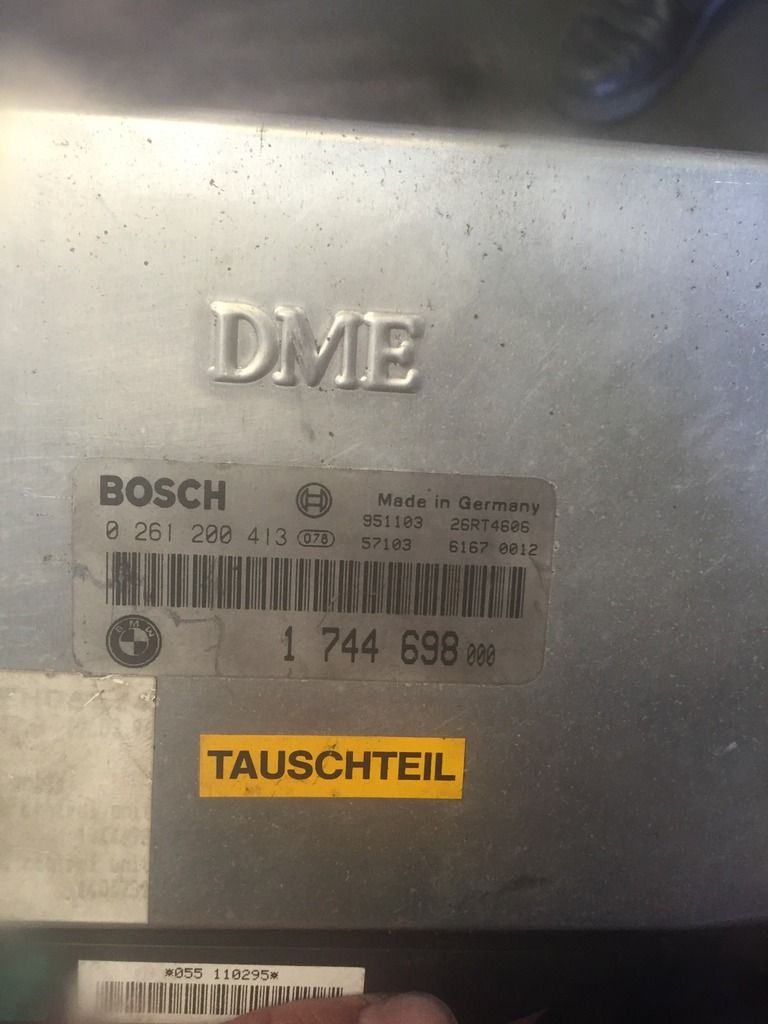 DME
BOSCH
Made in Germany
0 261 200 413 078
951103 26RT4606
57103 6167 0012
BMW
1 744 698 000
TAUSCHTEIL
*055 110295*